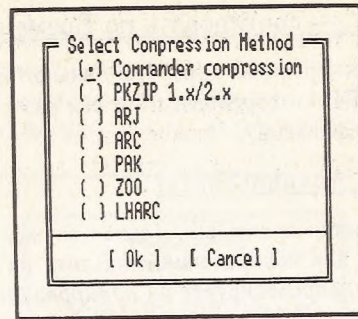 Select Compression Method
(·) Commander compression
( ) PKZIP 1.x/2.x
( ) ARJ
( ) ARC
( ) PAK
( ) ZOO
( ) LHARC
[ Ok ] [ Cancel ]